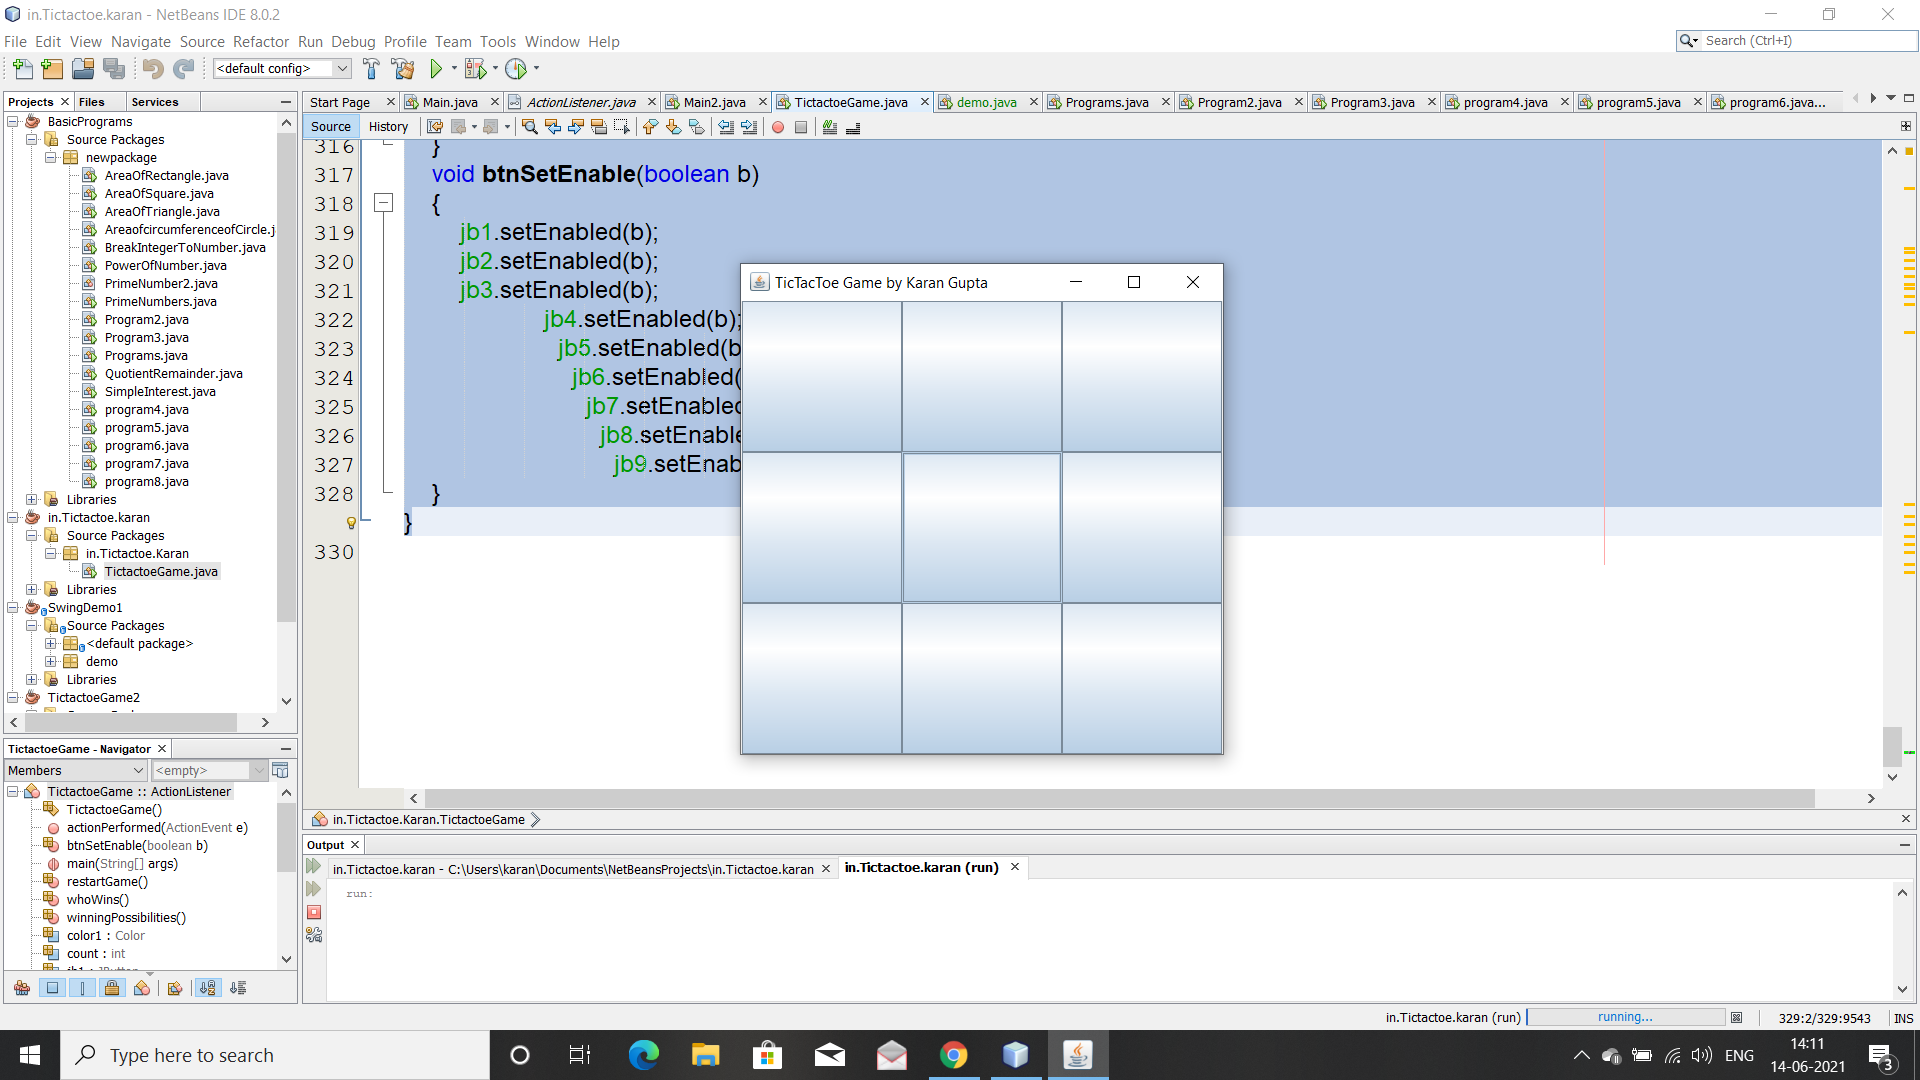 in.Tictactoe.karan - NetBeans IDE 8.0.2
File Edit View Navigate Source Refactor Run Debug Profile Team Tools Window Help
Search (Ctrl+I)
<default config>
Projects Files Services
Start Page Main.java ActionListener.java Main2.java TictactoeGame.java demo.java Programs.java Program2.java Program3.java program4.java program5.java program6.java...
Source History
BasicPrograms
Source Packages
newpackage
AreaOfRectangle.java
AreaOfSquare.java
AreaOfTriangle.java
AreaofcircumferenceofCircle.j
BreakIntegerToNumber.java
PowerOfNumber.java
PrimeNumber2.java
PrimeNumbers.java
Program2.java
Program3.java
Programs.java
QuotientRemainder.java
SimpleInterest.java
program4.java
program5.java
program6.java
program7.java
program8.java
Libraries
in.Tictactoe.karan
Source Packages
in.Tictactoe.Karan
TictactoeGame.java
Libraries
SwingDemo1
Source Packages
<default package>
demo
Libraries
TictactoeGame2
316 }
317 void btnSetEnable(boolean b)
318 {
319 jb1.setEnabled(b);
320 jb2.setEnabled(b);
321 jb3.setEnabled(b);
322 jb4.setEnabled(b);
323 jb5.setEnabled(b
324 jb6.setEnabled(
325 jb7.setEnabled
326 jb8.setEnable
327 jb9.setEnab
328 }
}
330
TicTacToe Game by Karan Gupta
in.Tictactoe.Karan.TictactoeGame
TictactoeGame - Navigator
Members <empty>
TictactoeGame :: ActionListener
TictactoeGame()
actionPerformed(ActionEvent e)
btnSetEnable(boolean b)
main(String[] args)
restartGame()
whoWins()
winningPossibilities()
color1 : Color
count : int
Output
in.Tictactoe.karan - C:\Users\karan\Documents\NetBeansProjects\in.Tictactoe.karan in.Tictactoe.karan (run)
run:
in.Tictactoe.karan (run) running... 329:2/329:9543 INS
Type here to search
ENG
14:11
14-06-2021
3